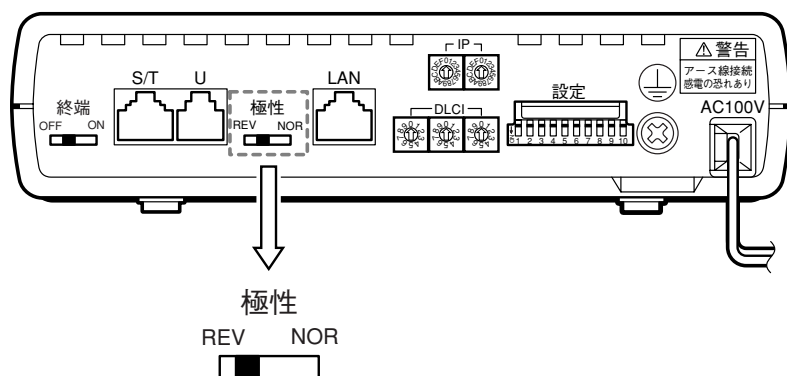 S/T
U
LAN
IP
終端
OFF
ON
極性
REV
NOR
DLCI
設定
1 2 3 4 5 6 7 8 9 10
警告
アース線接続
感電の恐れあり
AC100V
極性
REV NOR